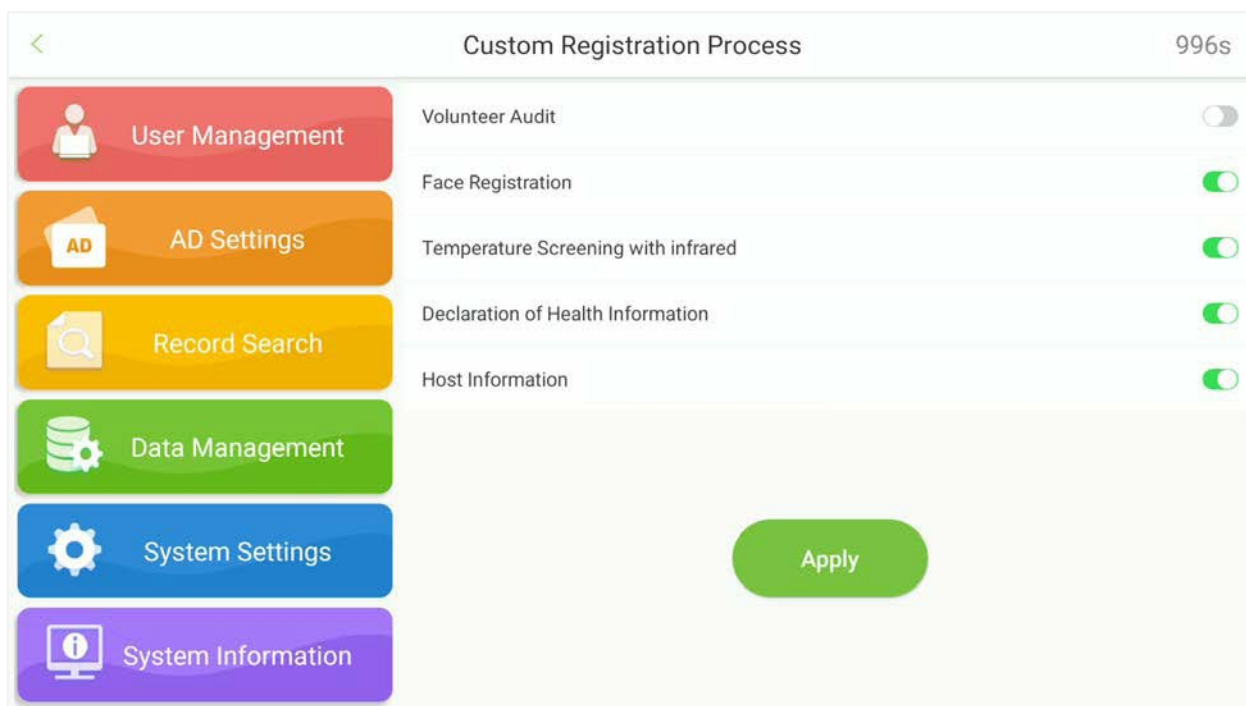 Custom Registration Process
996s
User Management
AD
AD Settings
Record Search
Data Management
System Settings
System Information
Volunteer Audit
Face Registration
Temperature Screening with infrared
Declaration of Health Information
Host Information
Apply